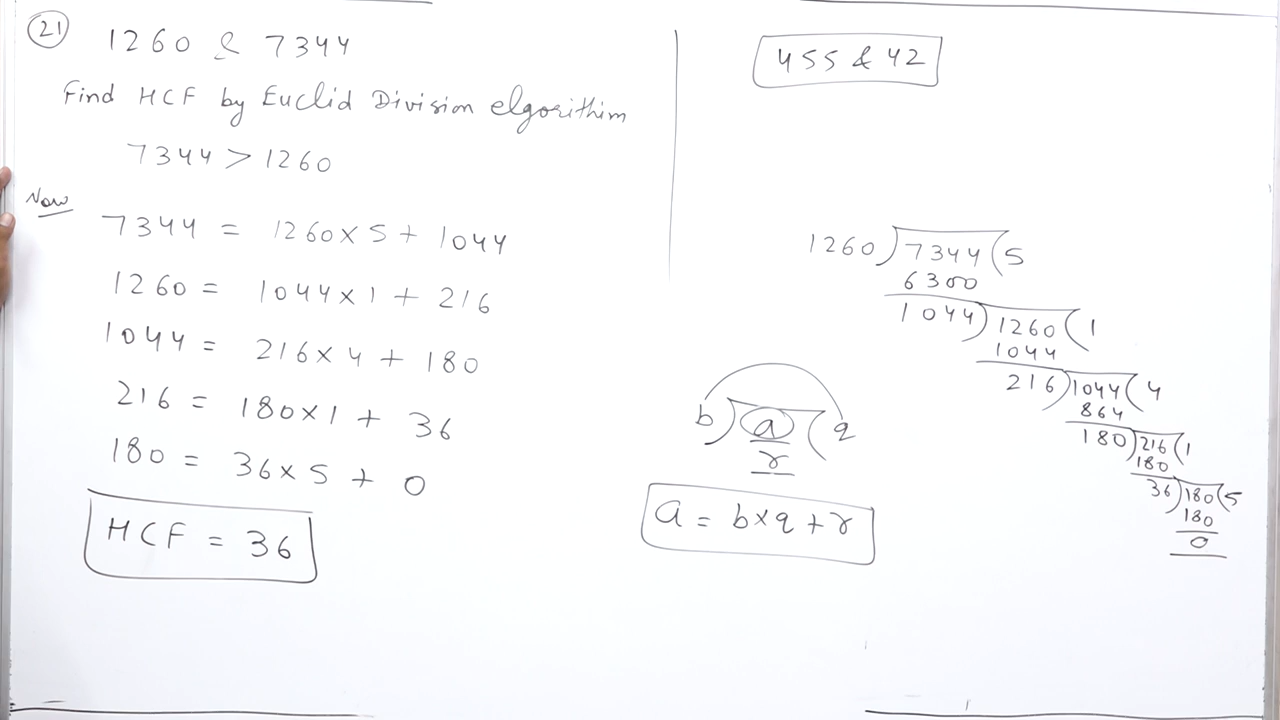 21 1260 & 7344
Find HCF by Euclid Division elgorithim
7344 > 1260
Now
7344 = 1260 × 5 + 1044
1260 = 1044 × 1 + 216
1044 = 216 × 4 + 180
216 = 180 × 1 + 36
180 = 36 × 5 + 0
HCF = 36
455 & 42
1260 ) 7344 ( 5
6300
1044 ) 1260 ( 1
1044
216 ) 1044 ( 4
864
180 ) 216 ( 1
180
36 ) 180 ( 5
180
0
b ) a ( q
r
a = b × q + r